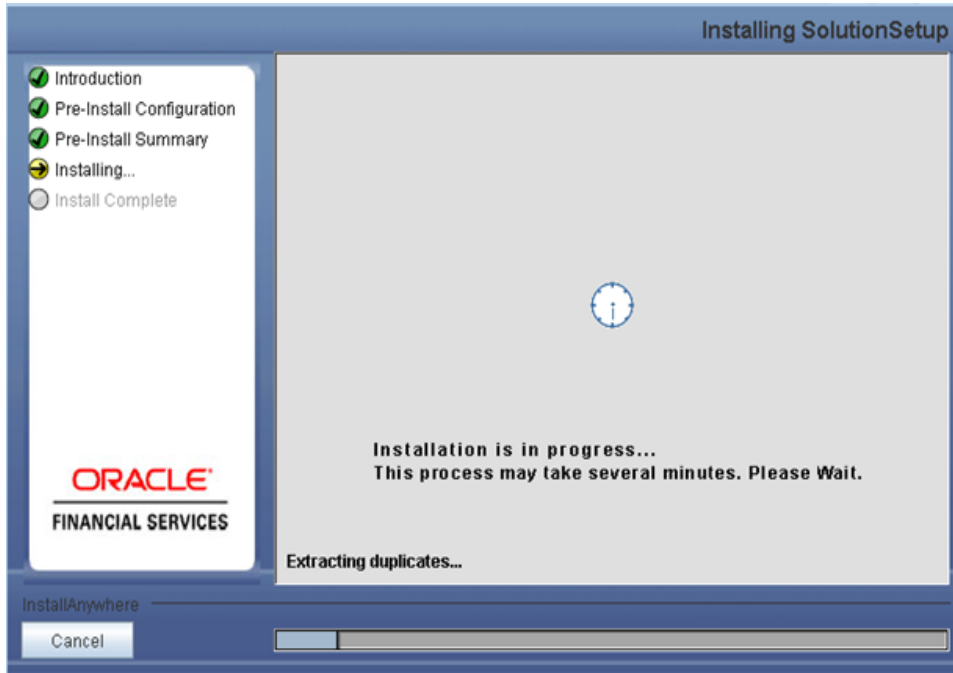 Installing SolutionSetup
Introduction
Pre-Install Configuration
Pre-Install Summary
Installing...
Install Complete
ORACLE
FINANCIAL SERVICES
Installation is in progress...
This process may take several minutes. Please Wait.
Extracting duplicates...
InstallAnywhere
Cancel